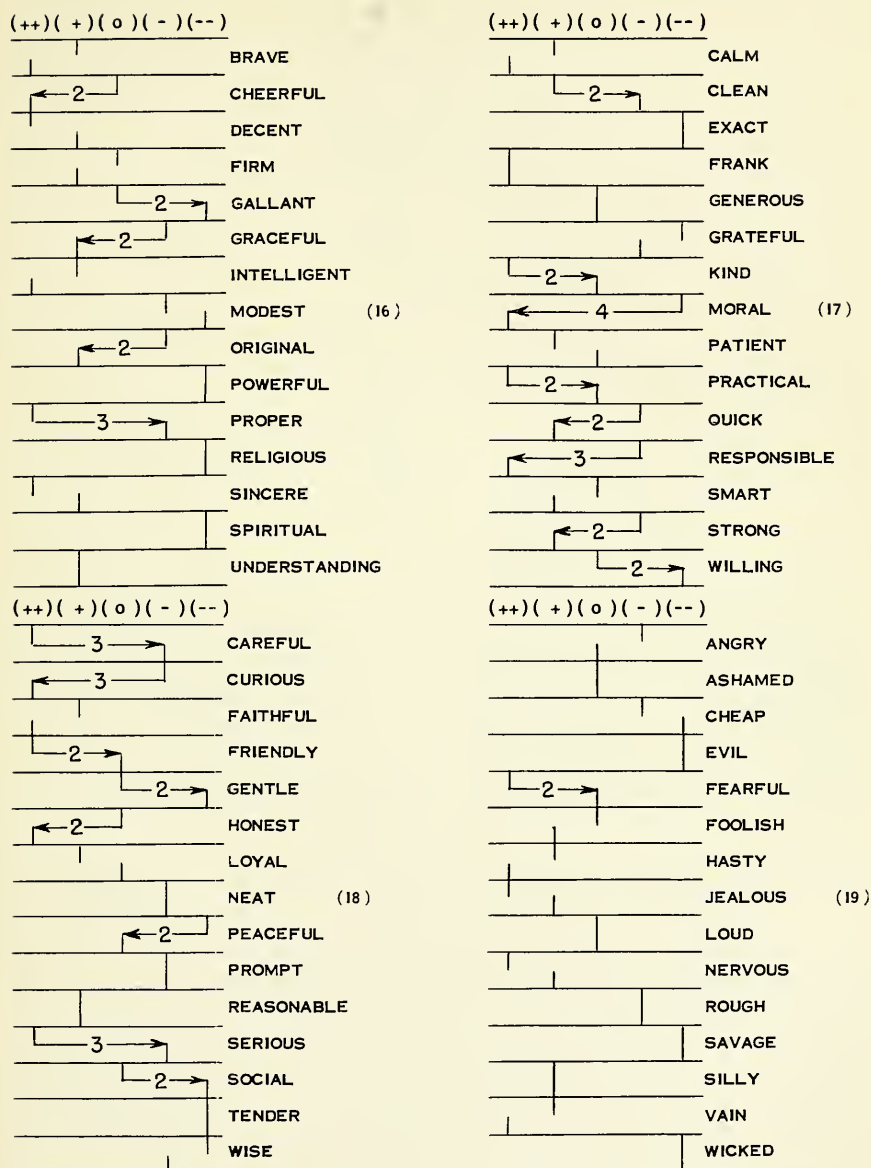 (++)( + )( o )( - )(--)
BRAVE
2 CHEERFUL
DECENT
FIRM
2 GALLANT
2 GRACEFUL
INTELLIGENT
MODEST (16)
2 ORIGINAL
POWERFUL
3 PROPER
RELIGIOUS
SINCERE
SPIRITUAL
UNDERSTANDING
(++)( + )( o )( - )(--)
CALM
2 CLEAN
EXACT
FRANK
GENEROUS
GRATEFUL
2 KIND
4 MORAL (17)
PATIENT
2 PRACTICAL
2 QUICK
3 RESPONSIBLE
SMART
2 STRONG
2 WILLING
(++)( + )( o )( - )(--)
3 CAREFUL
3 CURIOUS
FAITHFUL
2 FRIENDLY
2 GENTLE
2 HONEST
LOYAL
NEAT (18)
2 PEACEFUL
PROMPT
REASONABLE
3 SERIOUS
2 SOCIAL
TENDER
WISE
(++)( + )( o )( - )(--)
ANGRY
ASHAMED
CHEAP
EVIL
2 FEARFUL
FOOLISH
HASTY
JEALOUS (19)
LOUD
NERVOUS
ROUGH
SAVAGE
SILLY
VAIN
WICKED